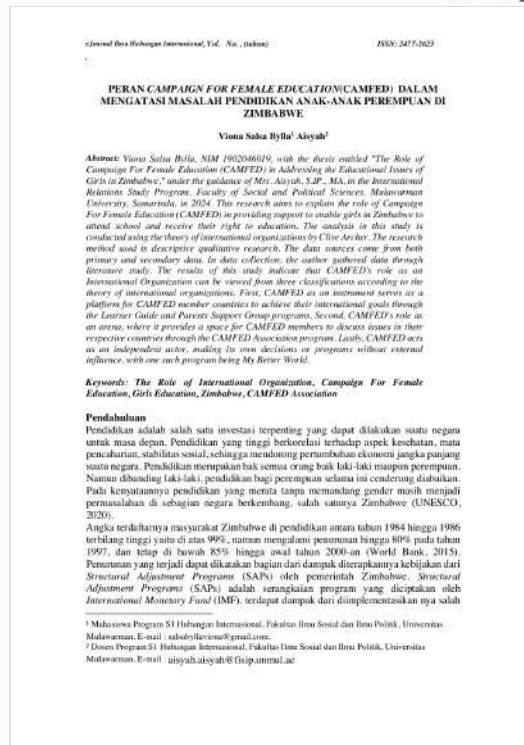 eJournal Ilmu Hubungan Internasional, Vol. No. , (tahun) ISSN: 2477-2623
PERAN CAMPAIGN FOR FEMALE EDUCATION(CAMFED) DALAM
MENGATASI MASALAH PENDIDIKAN ANAK-ANAK PEREMPUAN DI
ZIMBABWE
Viona Salsa Bylla¹ Aisyah²
Abstract: Viona Salsa Bylla, NIM 1902046019, with the thesis entitled "The Role of
Campaign For Female Education (CAMFED) in Addressing the Educational Issues of
Girls in Zimbabwe," under the guidance of Mrs. Aisyah, S.IP., MA, in the International
Relations Study Program, Faculty of Social and Political Sciences, Mulawarman
University, Samarinda, in 2024. This research aims to explain the role of Campaign
For Female Education (CAMFED) in providing support to enable girls in Zimbabwe to
attend school and receive their right to education. The analysis in this study is
conducted using the theory of international organizations by Clive Archer. The research
method used is descriptive qualitative research. The data sources come from both
primary and secondary data. In data collection, the author gathered data through
literature study. The results of this study indicate that CAMFED's role as an
International Organization can be viewed from three classifications according to the
theory of international organizations. First, CAMFED as an instrument serves as a
platform for CAMFED member countries to achieve their international goals through
the Learner Guide and Parents Support Group programs, Second, CAMFED's role as
an arena, where it provides a space for CAMFED members to discuss issues in their
respective countries through the CAMFED Association program. Lastly, CAMFED acts
as an independent actor, making its own decisions or programs without external
influence, with one such program being My Better World.
Keywords: The Role of International Organization, Campaign For Female
Education, Girls Education, Zimbabwe, CAMFED Association
Pendahuluan
Pendidikan adalah salah satu investasi terpenting yang dapat dilakukan suatu negara
untuk masa depan. Pendidikan yang tinggi berkorelasi terhadap aspek kesehatan, mata
pencaharian, stabilitas sosial, sehingga mendorong pertumbuhan ekonomi jangka panjang
suatu negara. Pendidikan merupakan hak semua orang baik laki-laki maupun perempuan.
Namun dibanding laki-laki, pendidikan bagi perempuan selama ini cenderung diabaikan.
Pada kenyataannya pendidikan yang merata tanpa memandang gender masih menjadi
permasalahan di sebagian negara berkembang, salah satunya Zimbabwe (UNESCO,
2020).
Angka terdaftarnya masyarakat Zimbabwe di pendidikan antara tahun 1984 hingga 1986
terbilang tinggi yaitu di atas 99%, namun mengalami penurunan hingga 80% pada tahun
1997, dan tetap di bawah 85% hingga awal tahun 2000-an (World Bank, 2015).
Penurunan yang terjadi dapat dikatakan bagian dari dampak diterapkannya kebijakan dari
Structural Adjustment Programs (SAPs) oleh pemerintah Zimbabwe. Structural
Adjustment Programs (SAPs) adalah serangkaian program yang diciptakan oleh
International Monetary Fund (IMF). terdapat dampak dari diimplementasikan nya salah
¹ Mahasiswa Program S1 Hubungan Internasional, Fakultas Ilmu Sosial dan Ilmu Politik, Universitas
Mulawarman. E-mail : salsabyllaviona@gmail.com.
² Dosen Program S1 Hubungan Internasional, Fakultas Ilmu Sosial dan Ilmu Politik, Universitas
Mulawarman. E-mail : aisyah.aisyah@fisip.unmul.ac